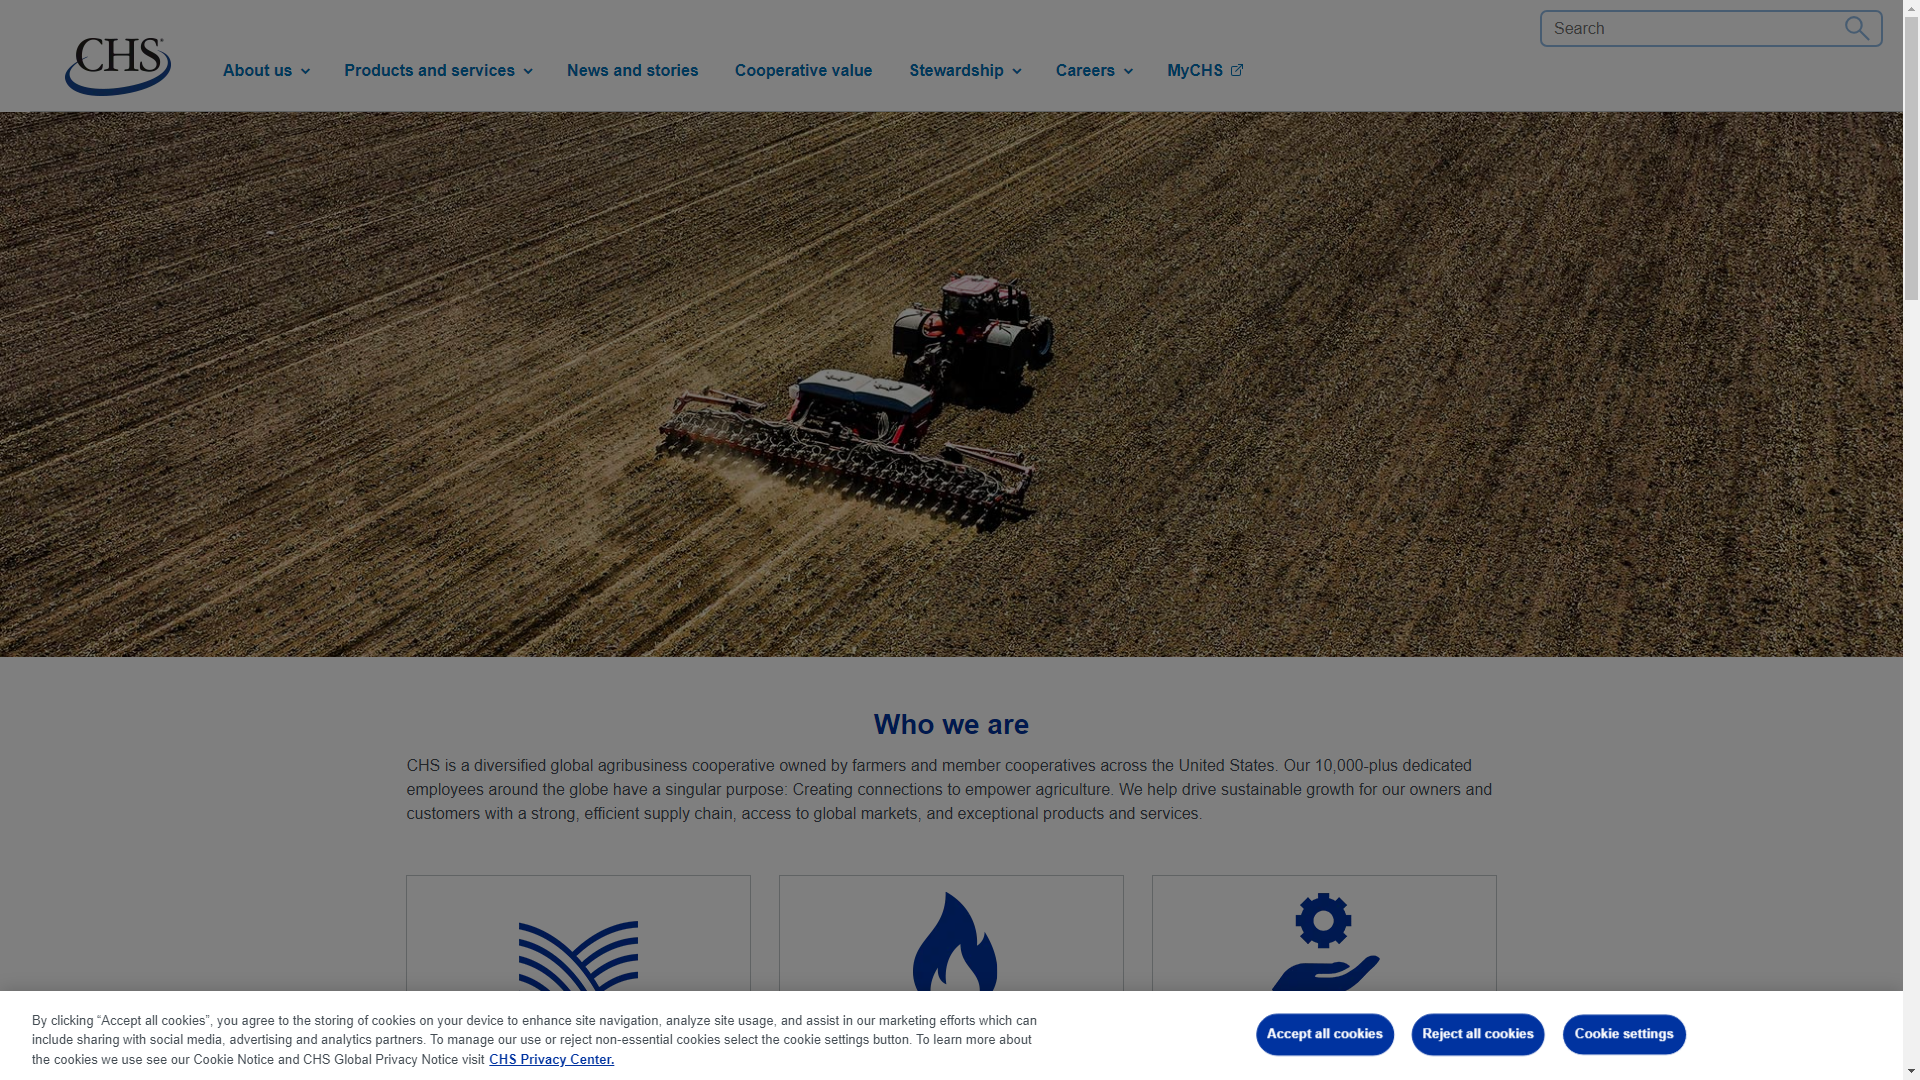 Search
CHS
About us
Products and services
News and stories
Cooperative value
Stewardship
Careers
MyCHS
Who we are
CHS is a diversified global agribusiness cooperative owned by farmers and member cooperatives across the United States. Our 10,000-plus dedicated
employees around the globe have a singular purpose: Creating connections to empower agriculture. We help drive sustainable growth for our owners and
customers with a strong, efficient supply chain, access to global markets, and exceptional products and services.
By clicking “Accept all cookies”, you agree to the storing of cookies on your device to enhance site navigation, analyze site usage, and assist in our marketing efforts which can
include sharing with social media, advertising and analytics partners. To manage our use or reject non-essential cookies select the cookie settings button. To learn more about
the cookies we use see our Cookie Notice and CHS Global Privacy Notice visit CHS Privacy Center.
Accept all cookies
Reject all cookies
Cookie settings